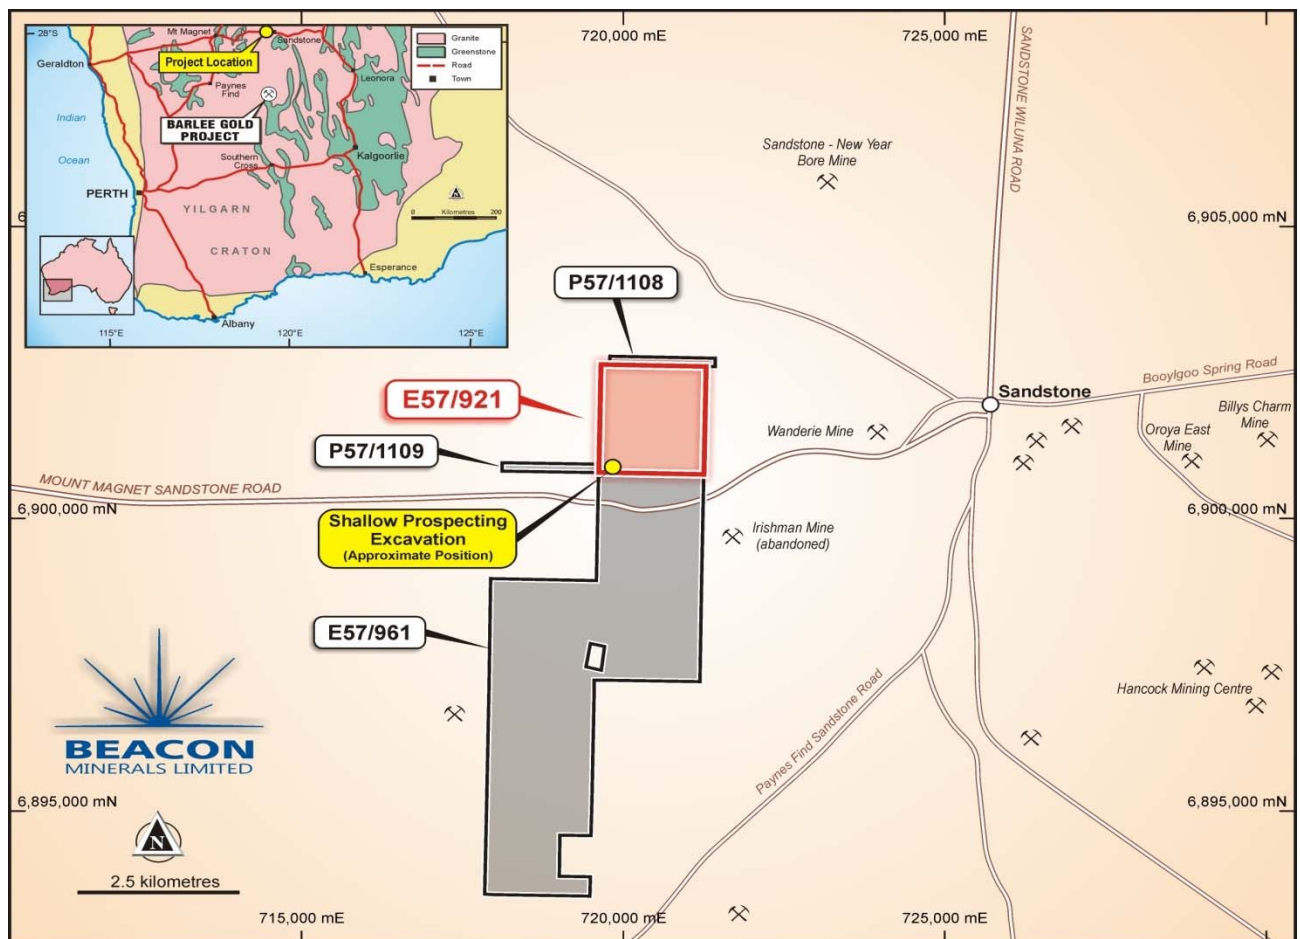 720,000 mE
725,000 mE
28°S
Mt Magnet
Sandstone
Geraldton
Project Location
Paynes
Find
Leonora
Granite
Greenstone
Road
Town
Indian
Ocean
BARLEE GOLD
PROJECT
Southern
Cross
Kalgoorlie
PERTH
YILGARN
CRATON
N
0
Kilometres
200
Esperance
Albany
115°E
120°E
125°E
6
SANDSTONE WILUNA ROAD
Sandstone - New Year
Bore Mine
6,905,000 mN
P57/1108
E57/921
P57/1109
Sandstone
Booylgoo Spring Road
Wanderie Mine
Billys Charm
Mine
Oroya East
Mine
MOUNT MAGNET SANDSTONE ROAD
6,900,000 mN
6,900,000 mN
Shallow Prospecting
Excavation
(Approximate Position)
Irishman Mine
(abandoned)
E57/961
Hancock Mining Centre
Paynes Find Sandstone Road
BEACON
MINERALS LIMITED
6,895,000 mN
6,895,000 mN
N
2.5 kilometres
715,000 mE
720,000 mE
725,000 mE